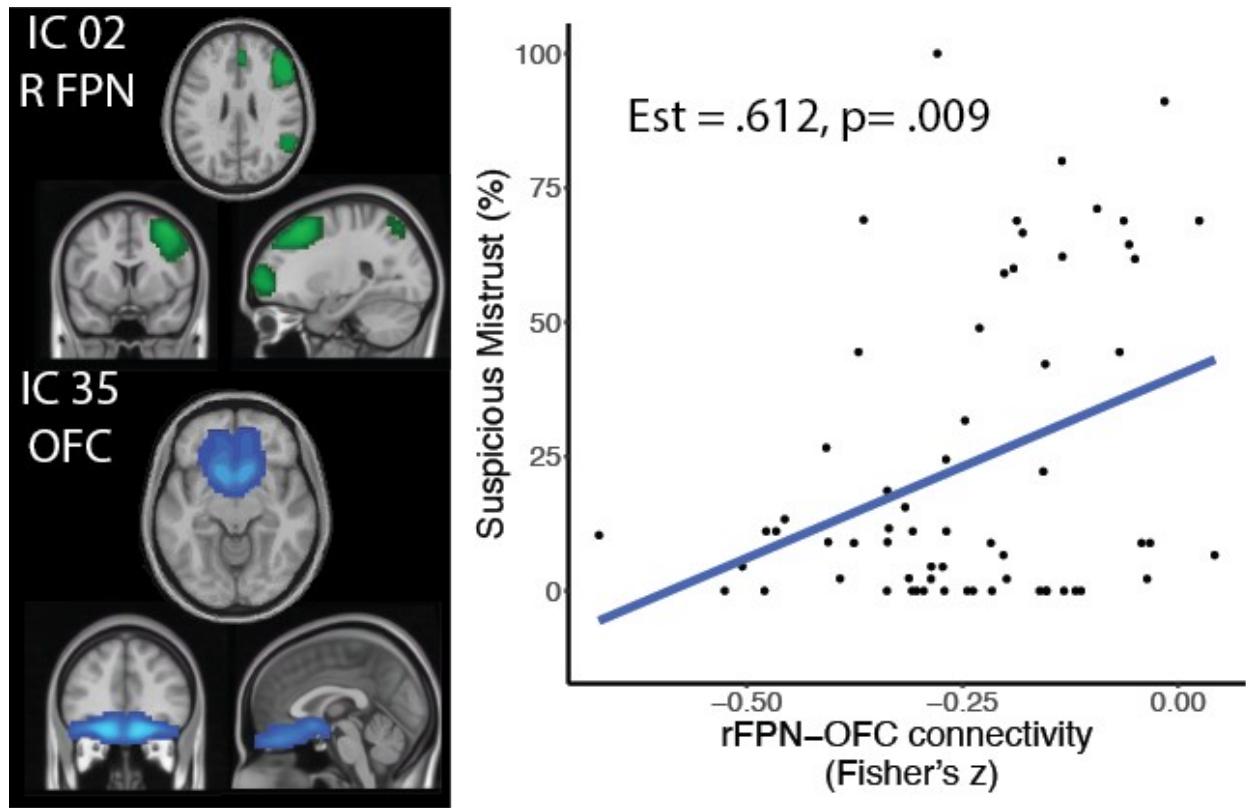 IC 02
R FPN
IC 35
OFC
Est = .612, p= .009
Suspicious Mistrust (%)
100
75
50
25
0
−0.50
−0.25
0.00
rFPN−OFC connectivity
(Fisher's z)